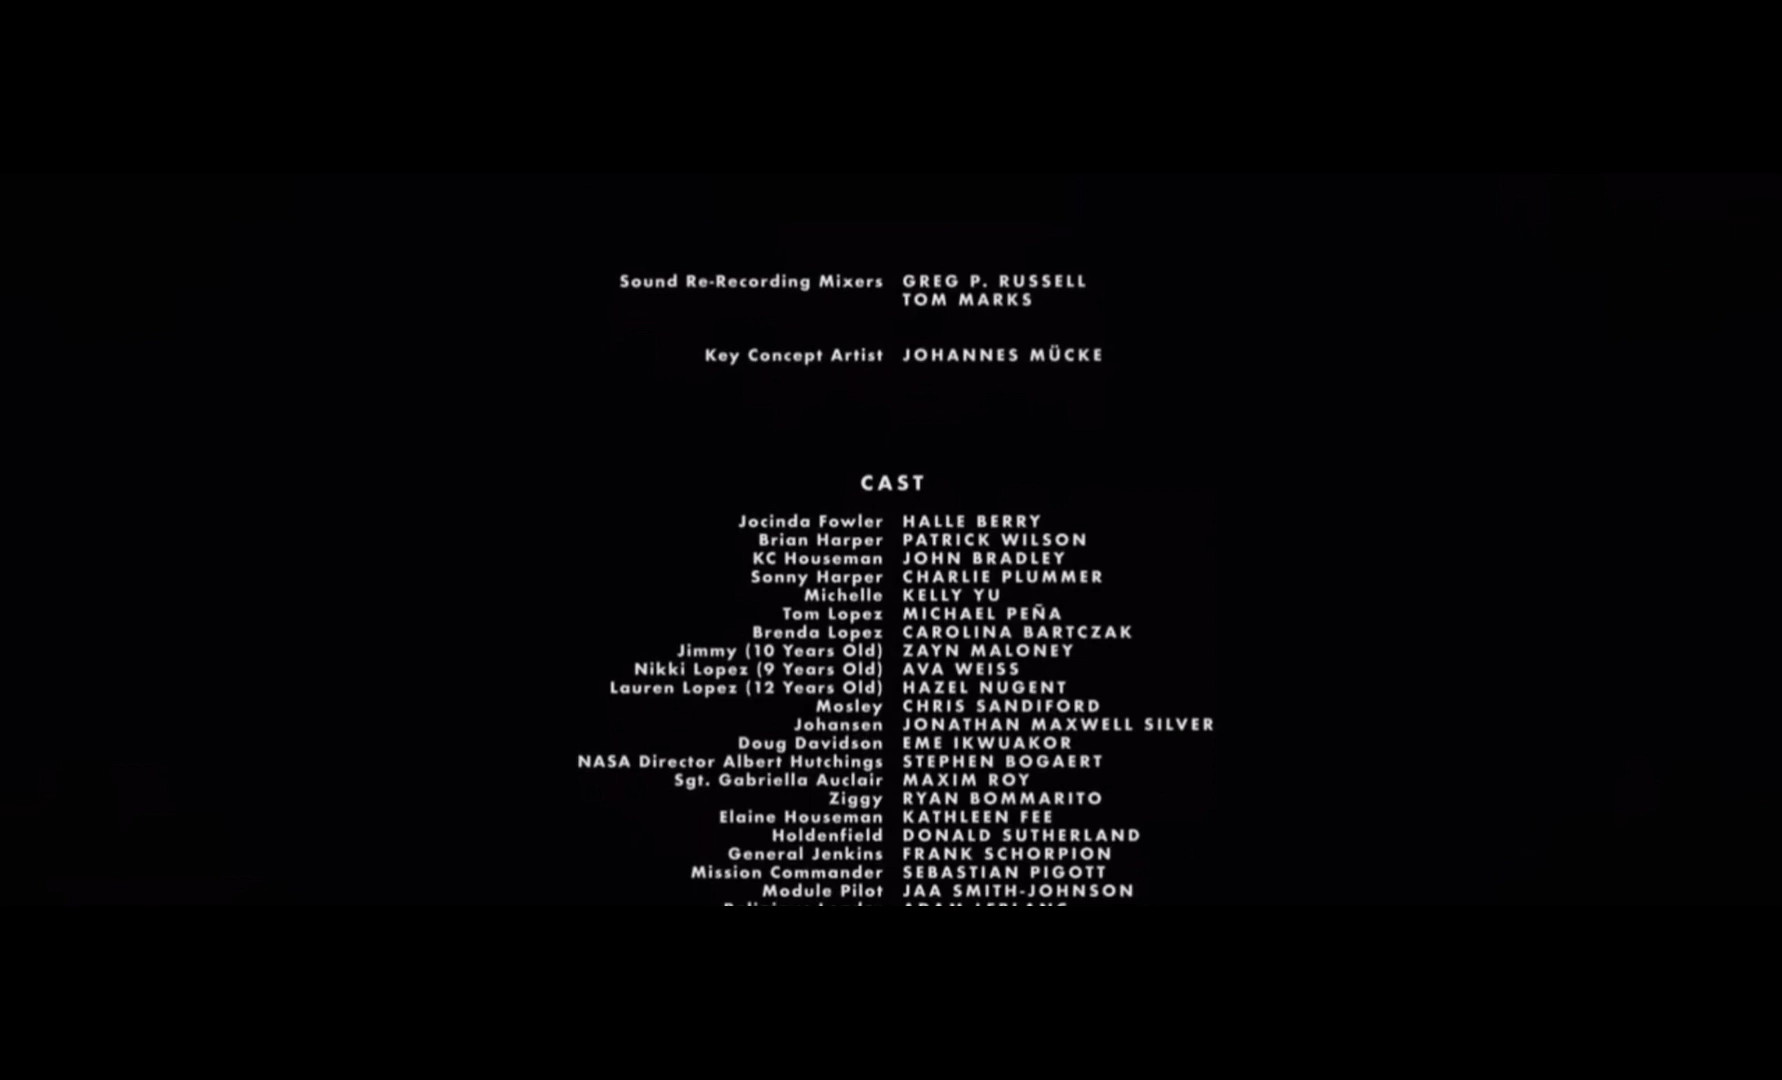 Sound Re-Recording Mixers GREG P. RUSSELL
TOM MARKS
Key Concept Artist JOHANNES MÜCKE
CAST
Jocinda Fowler HALLE BERRY
Brian Harper PATRICK WILSON
KC Houseman JOHN BRADLEY
Sonny Harper CHARLIE PLUMMER
Michelle KELLY YU
Tom Lopez MICHAEL PEÑA
Brenda Lopez CAROLINA BARTCZAK
Jimmy (10 Years Old) ZAYN MALONEY
Nikki Lopez (9 Years Old) AVA WEISS
Lauren Lopez (12 Years Old) HAZEL NUGENT
Mosley CHRIS SANDIFORD
Johansen JONATHAN MAXWELL SILVER
Doug Davidson EME IKWUAKOR
NASA Director Albert Hutchings STEPHEN BOGAERT
Sgt. Gabriella Auclair MAXIM ROY
Ziggy RYAN BOMMARITO
Elaine Houseman KATHLEEN FEE
Holdenfield DONALD SUTHERLAND
General Jenkins FRANK SCHORPION
Mission Commander SEBASTIAN PIGOTT
Module Pilot JAA SMITH-JOHNSON